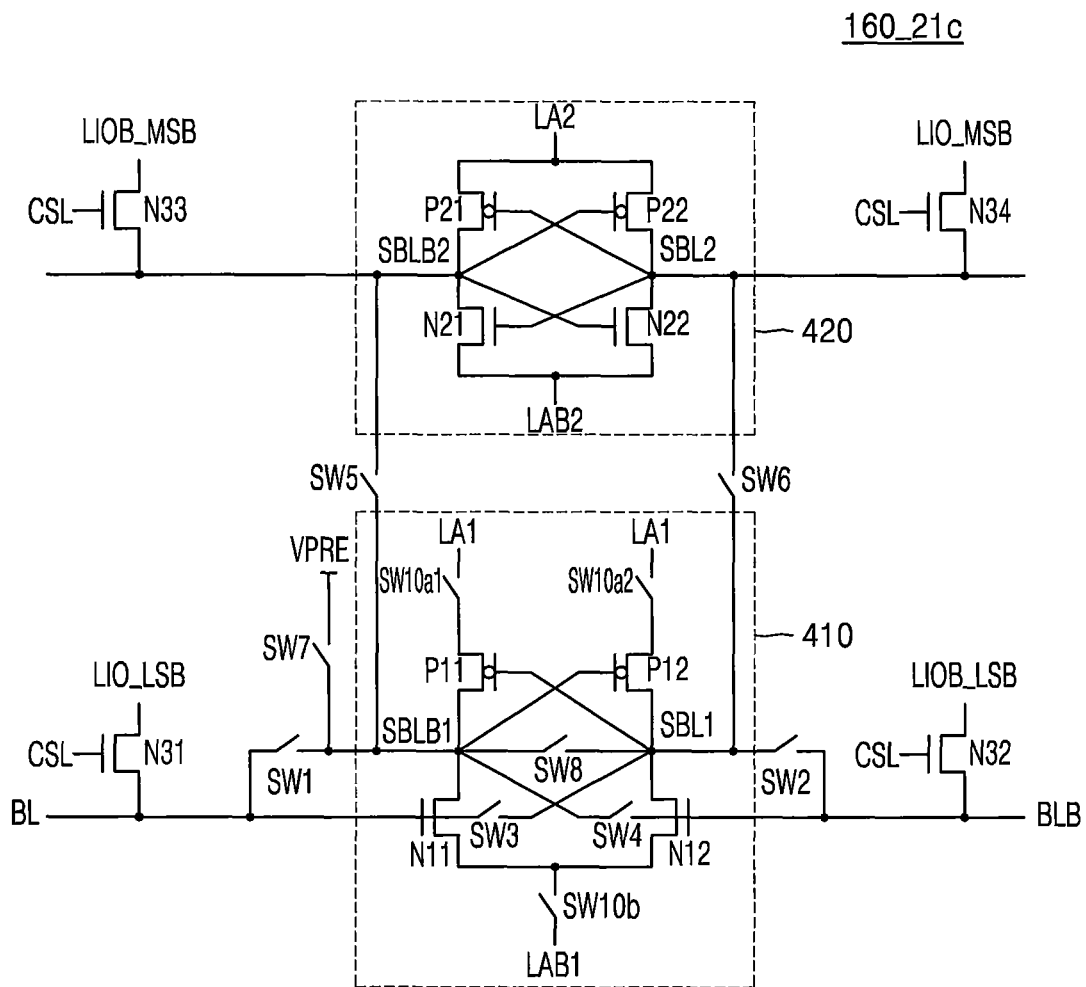 160_21c
LA2
LIOB_MSB
LIO_MSB
CSL
N33
P21
P22
CSL
N34
SBLB2
SBL2
N21
N22
420
LAB2
SW5
SW6
LA1
LA1
VPRE
SW10a1
SW10a2
410
SW7
P11
P12
LIO_LSB
LIOB_LSB
SBLB1
SBL1
CSL
N31
SW1
SW8
SW2
CSL
N32
BL
SW3
SW4
BLB
N11
N12
SW10b
LAB1